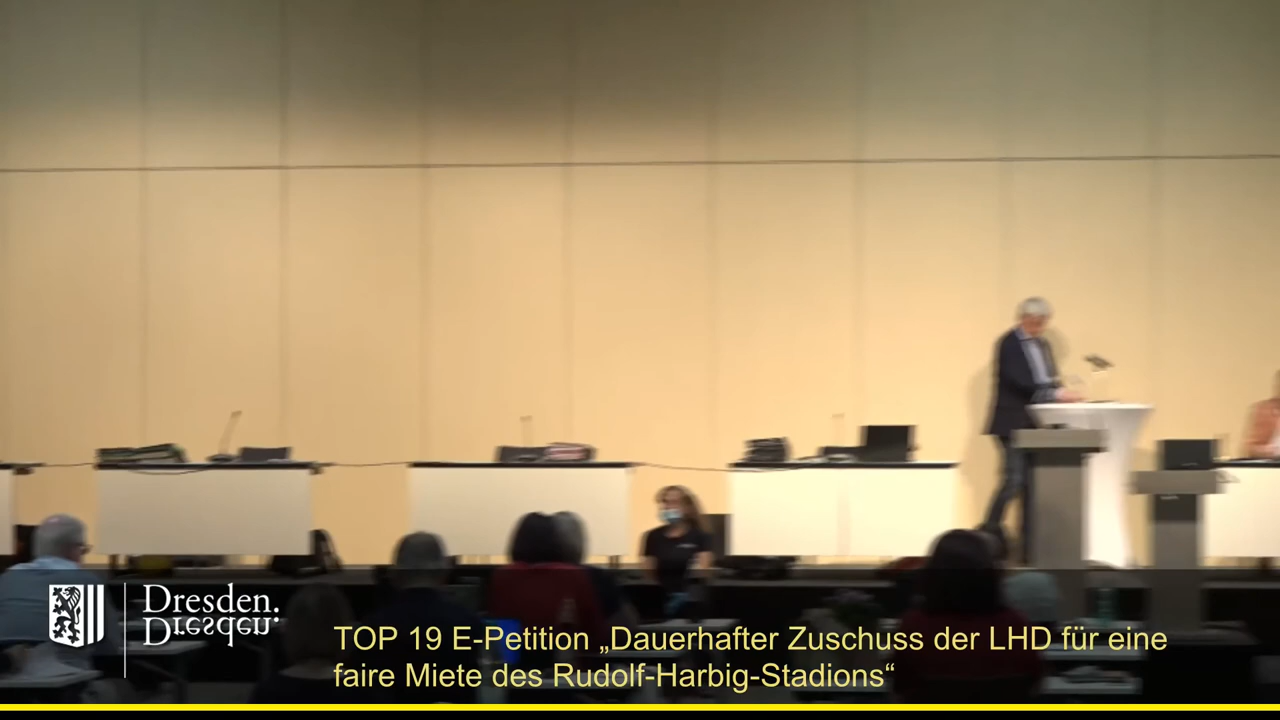 Dresden.
Dresden.
TOP 19 E-Petition „Dauerhafter Zuschuss der LHD für eine
faire Miete des Rudolf-Harbig-Stadions“